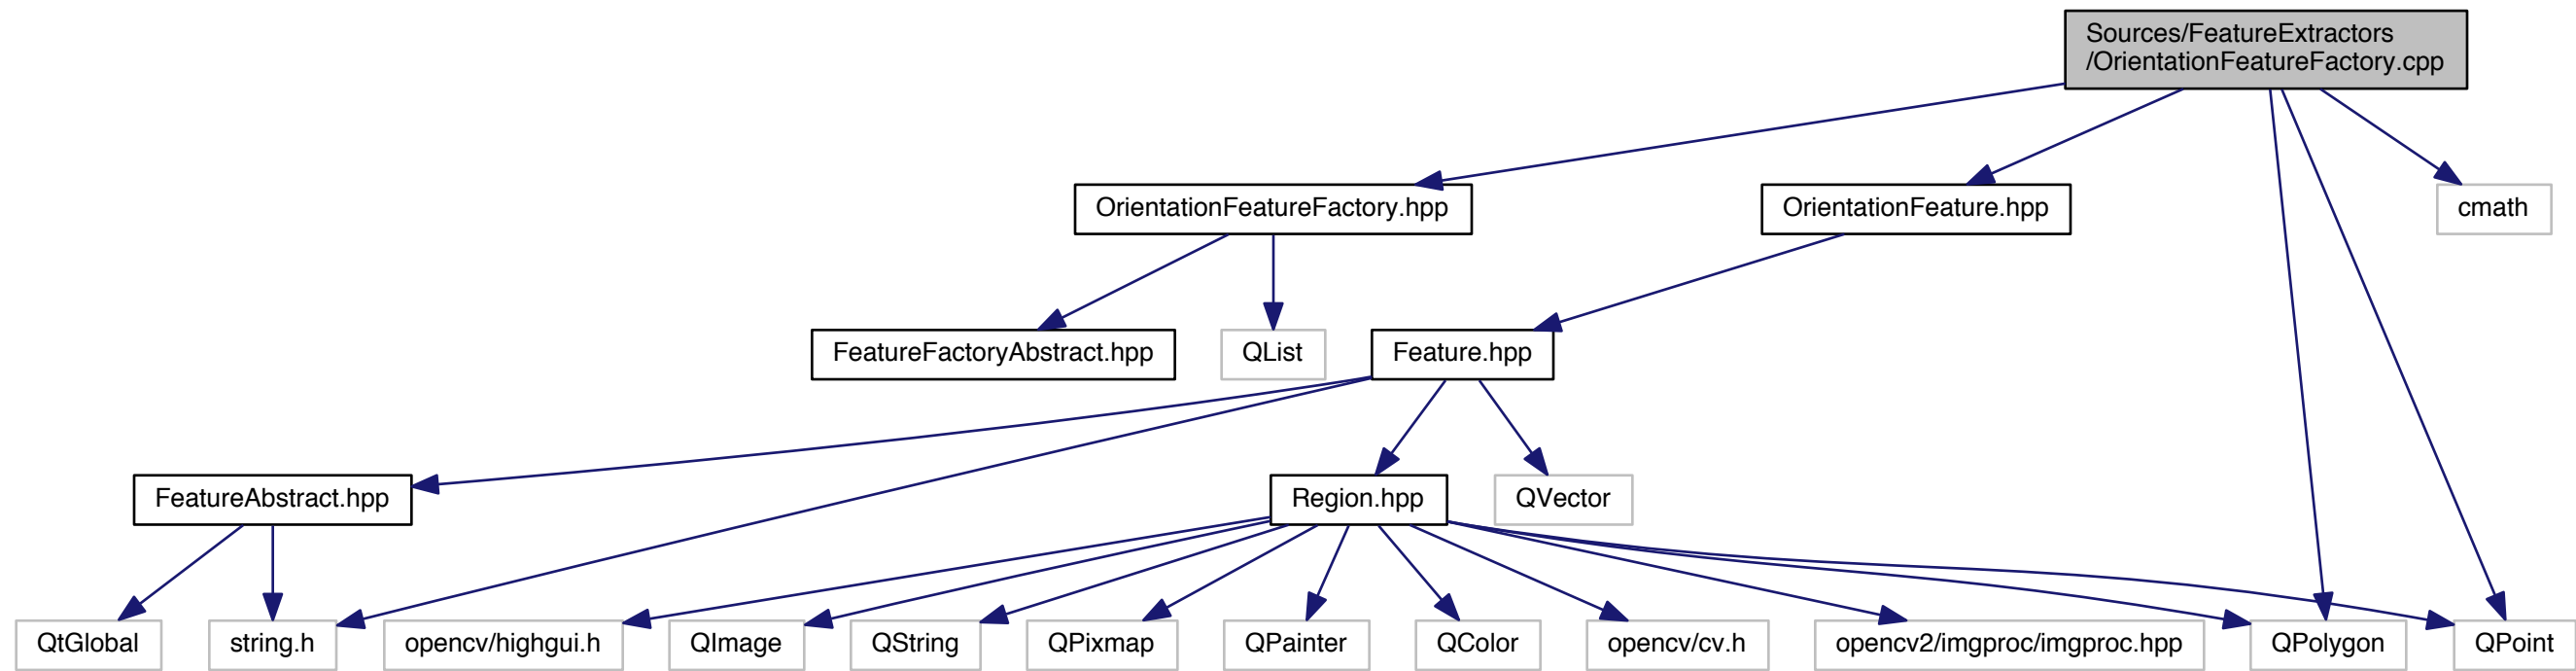 Sources/FeatureExtractors
/OrientationFeatureFactory.cpp
OrientationFeatureFactory.hpp
OrientationFeature.hpp
cmath
FeatureFactoryAbstract.hpp
QList
Feature.hpp
FeatureAbstract.hpp
Region.hpp
QVector
QtGlobal
string.h
opencv/highgui.h
QImage
QString
QPixmap
QPainter
QColor
opencv/cv.h
opencv2/imgproc/imgproc.hpp
QPolygon
QPoint